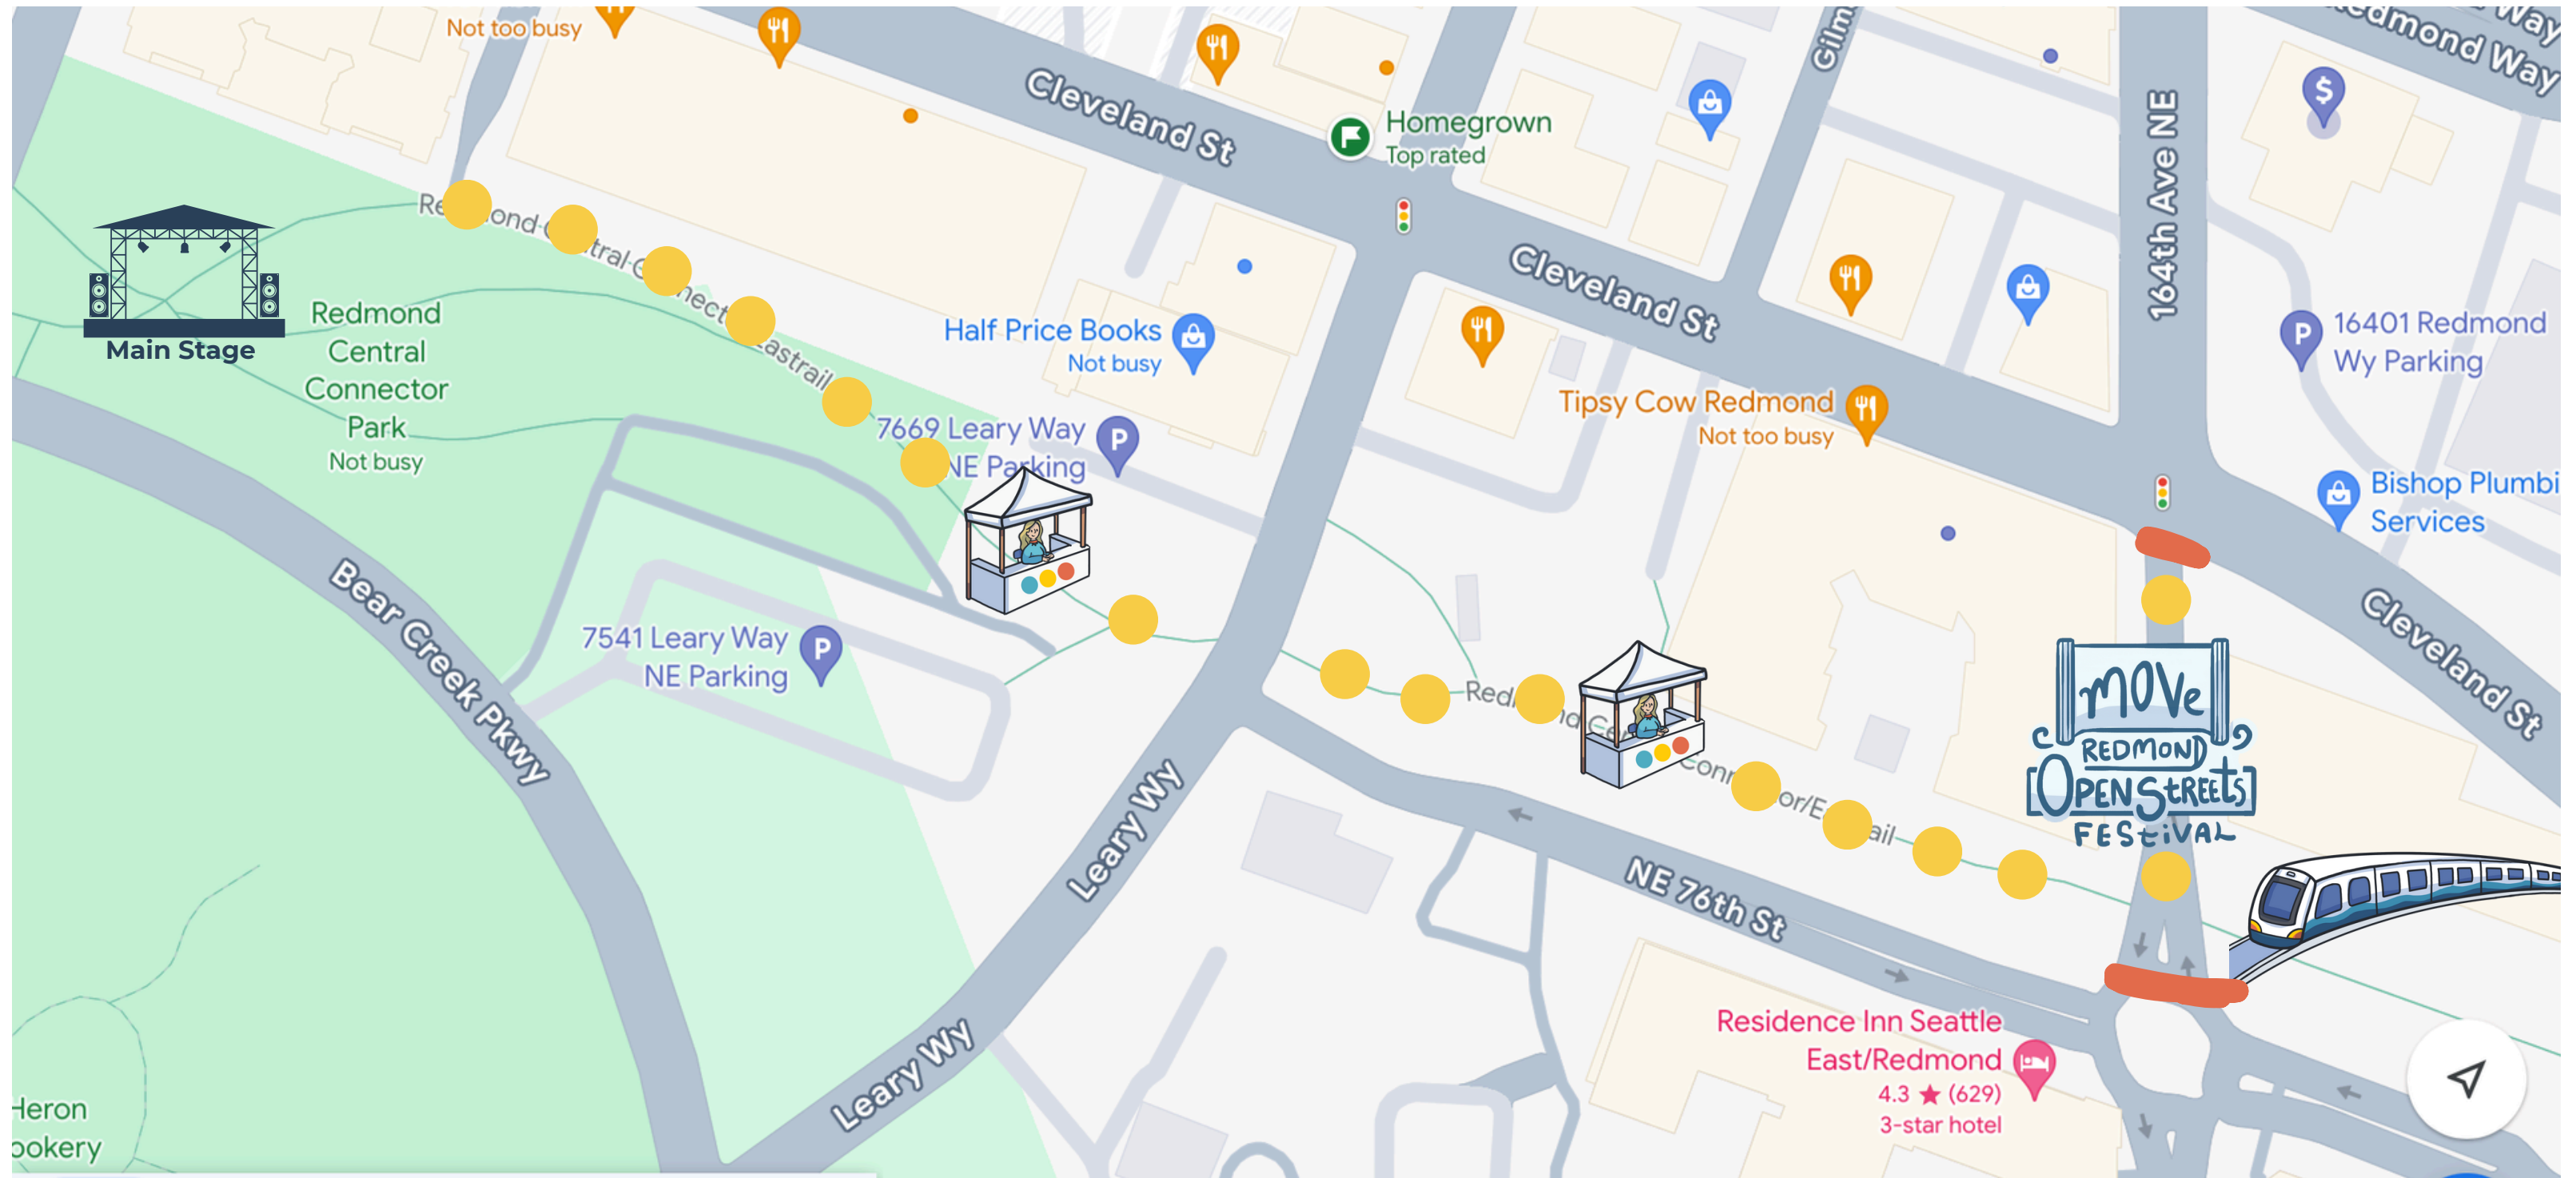 Not too busy
Cleveland St
Gilm
164th Ave NE
Way
edmond Way
Homegrown
Top rated
Main Stage
Redmond
Central
Connector
Park
Not busy
Half Price Books
Not busy
7669 Leary Way
NE Parking
Cleveland St
Tipsy Cow Redmond
Not too busy
16401 Redmond
Wy Parking
Bishop Plumbi
Services
Bear Creek Pkwy
7541 Leary Way
NE Parking
Leary Wy
NE 76th St
Cleveland St
MOVe
REDMOND
OPEN StREEtS
FEStiVAL
Leary Wy
Residence Inn Seattle
East/Redmond
4.3 ★ (629)
3-star hotel
Heron
ookery
P
P
P
$